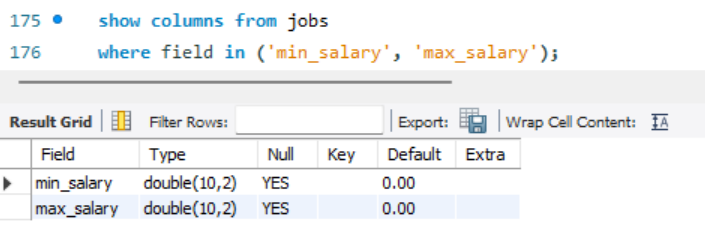 175 show columns from jobs
176 where field in ('min_salary', 'max_salary');
Result Grid Filter Rows: Export: Wrap Cell Content:
Field Type Null Key Default Extra
min_salary double(10,2) YES 0.00
max_salary double(10,2) YES 0.00